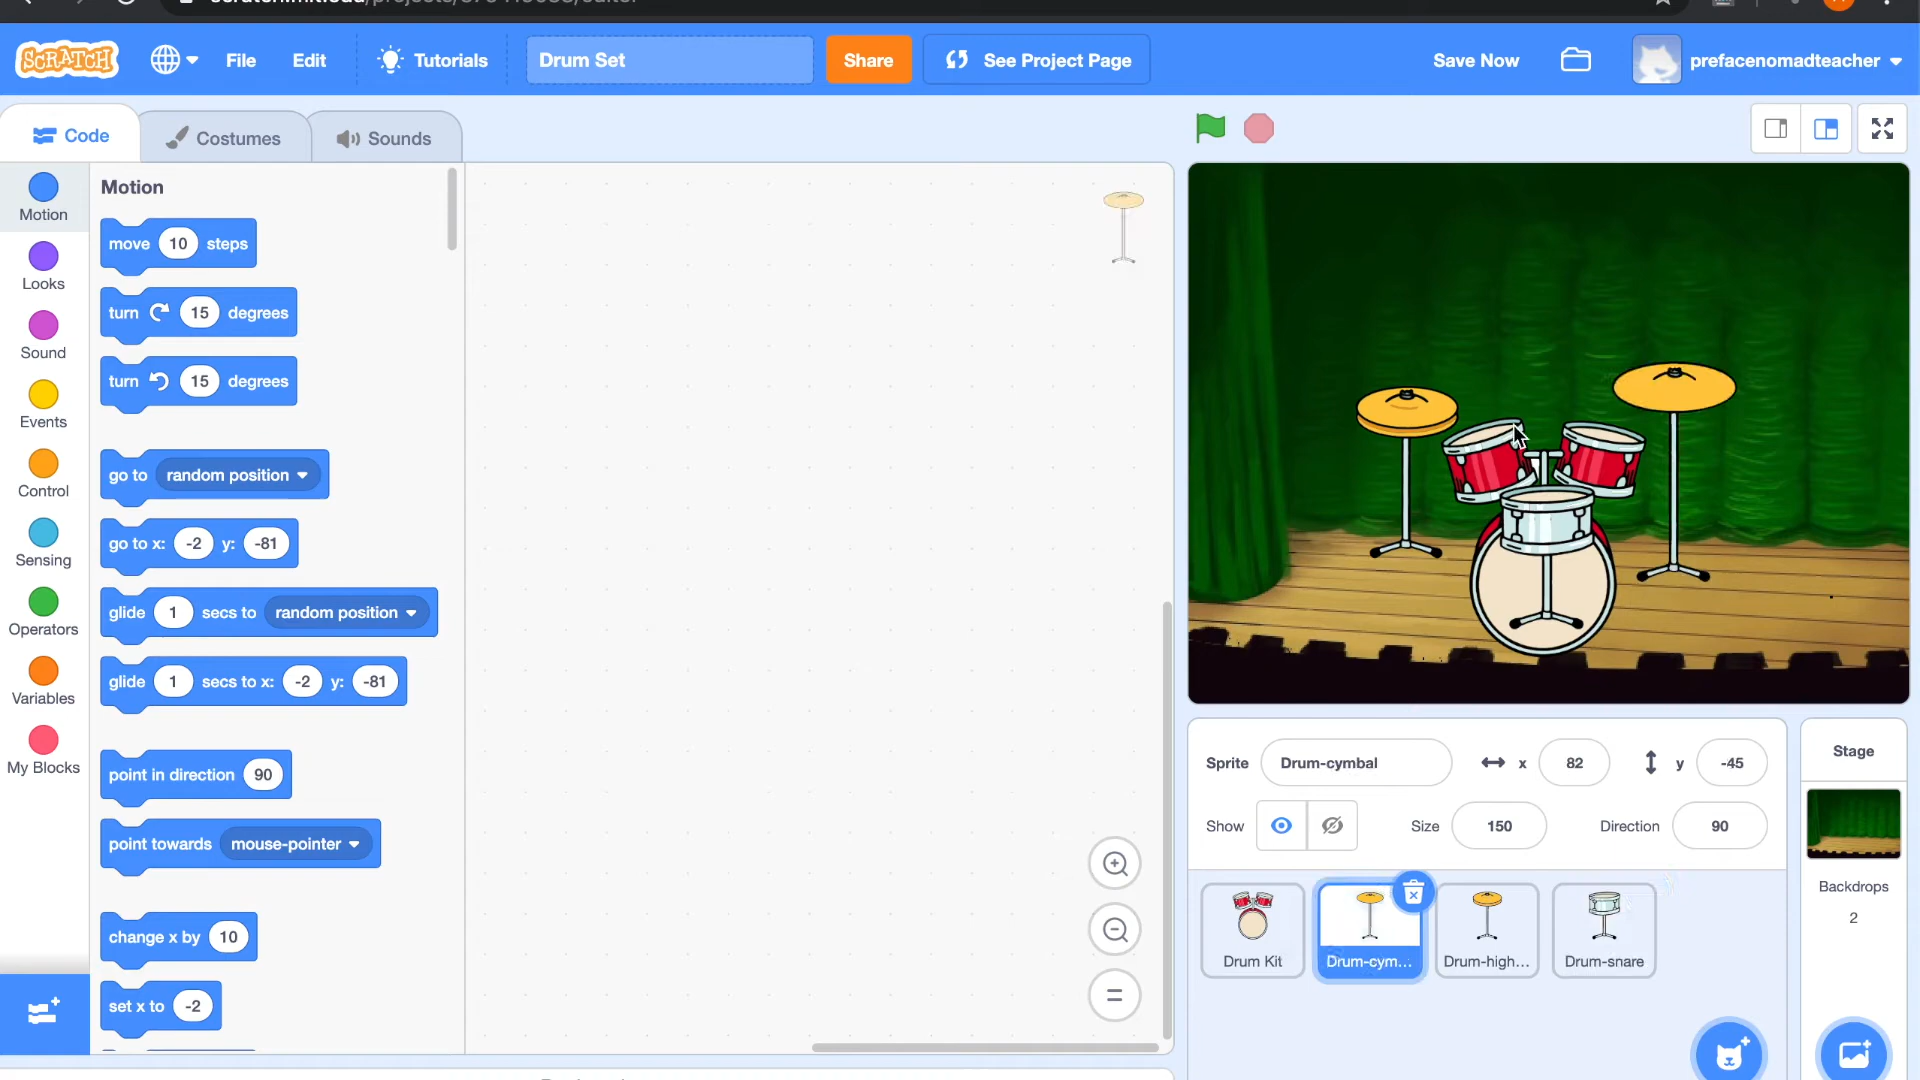 SCRATCH File Edit Tutorials Drum Set Share See Project Page Save Now prefacenomadteacher
Code Costumes Sounds
Motion
Looks
Sound
Events
Control
Sensing
Operators
Variables
My Blocks
Motion
move 10 steps
turn 15 degrees
turn 15 degrees
go to random position
go to x: -2 y: -81
glide 1 secs to random position
glide 1 secs to x: -2 y: -81
point in direction 90
point towards mouse-pointer
change x by 10
set x to -2
Sprite Drum-cymbal x 82 y -45
Show Size 150 Direction 90
Drum Kit Drum-cym... Drum-high... Drum-snare
Stage
Backdrops
2